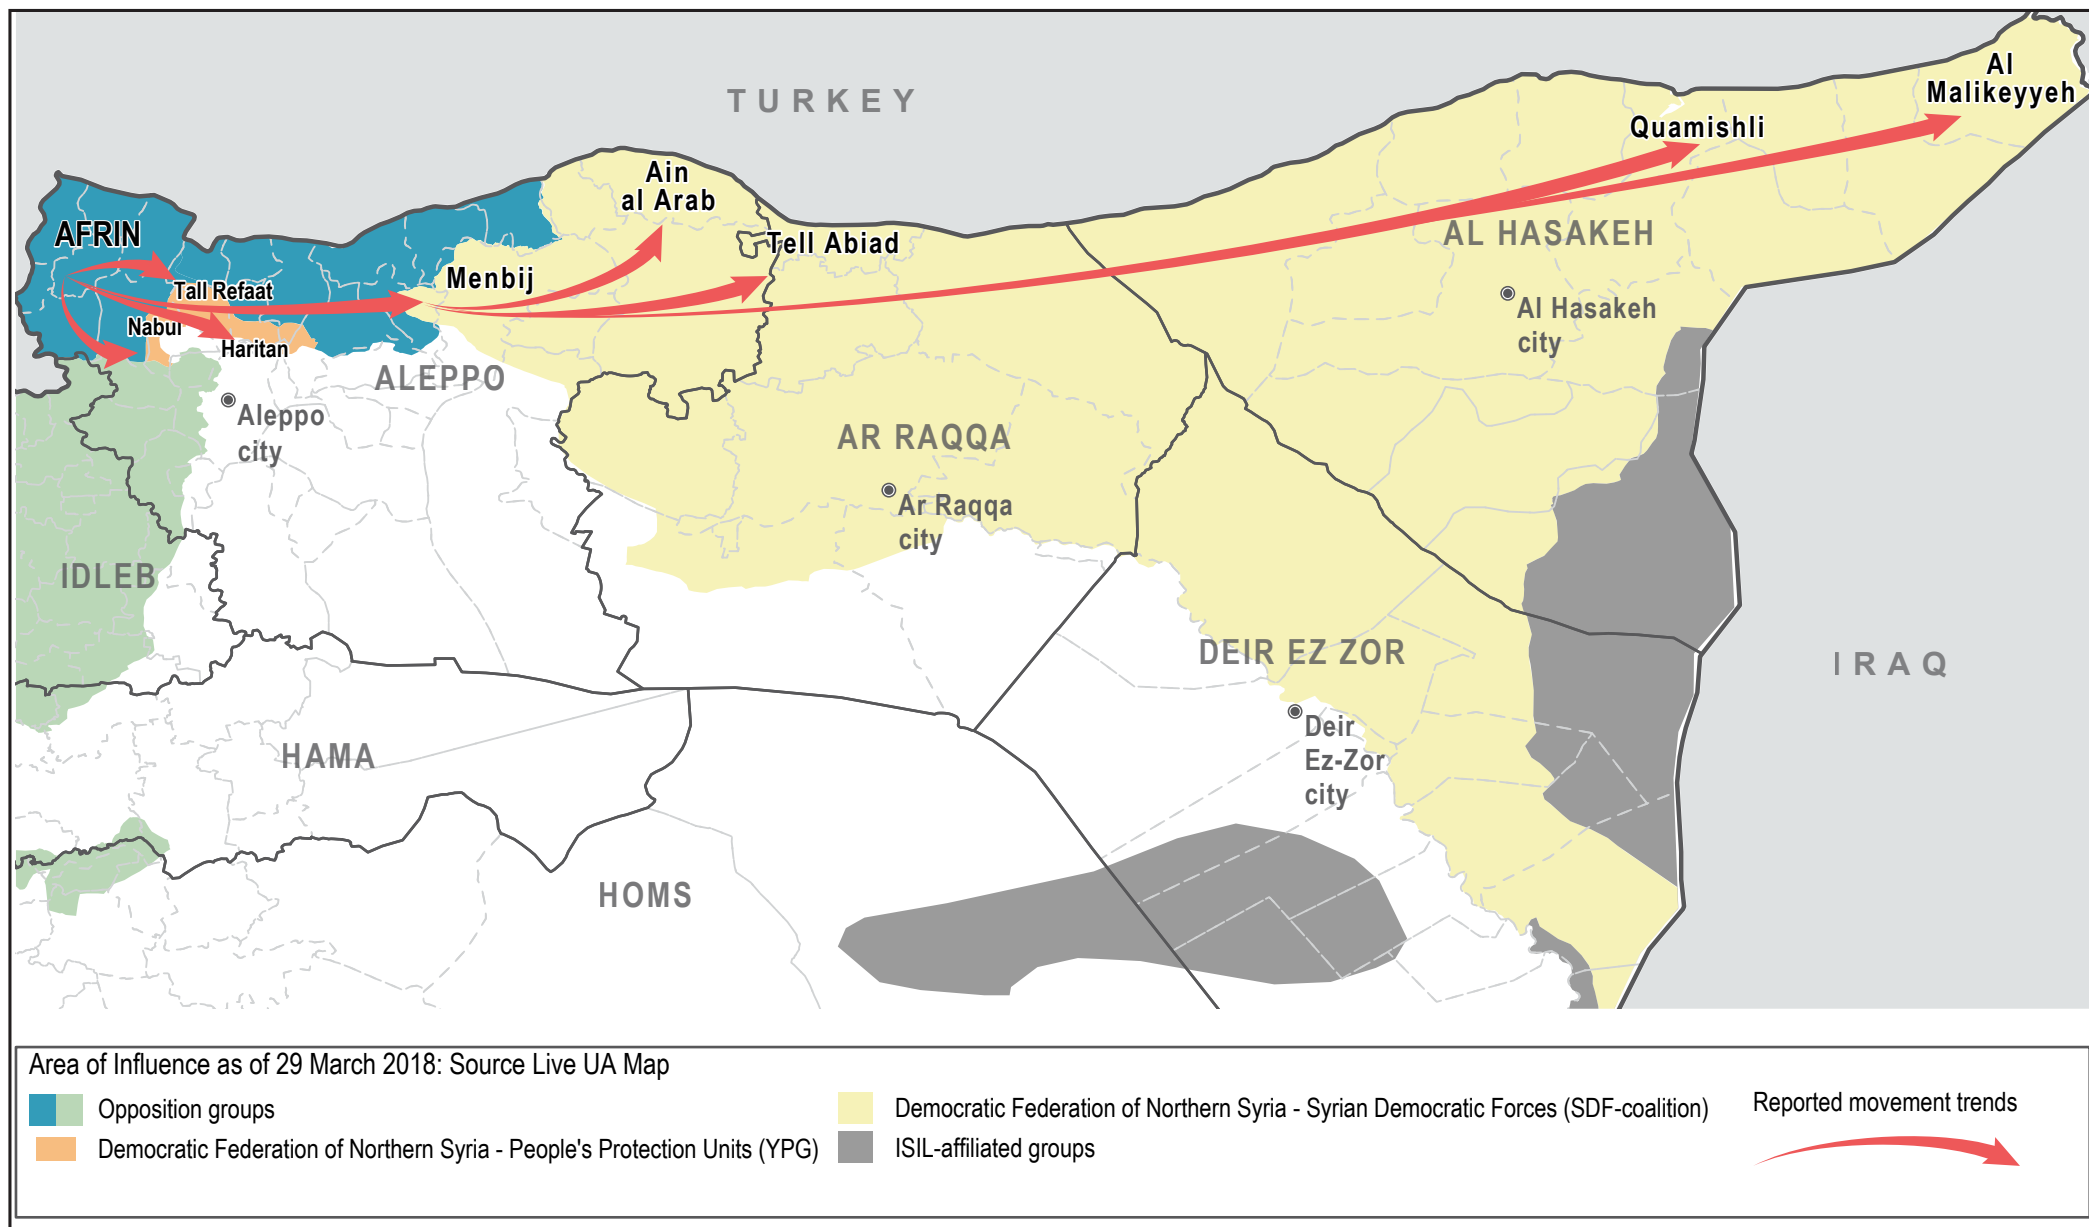 TURKEY
Al
Malikeyyeh
Quamishli
Ain
al Arab
AFRIN
Tell Abiad
AL HASAKEH
Menbij
Tall Refaat
Al Hasakeh
city
Nabul
Haritan
ALEPPO
Aleppo
city
AR RAQQA
Ar Raqqa
city
IDLEB
DEIR EZ ZOR
IRAQ
Deir
Ez-Zor
city
HAMA
HOMS
Area of Influence as of 29 March 2018: Source Live UA Map
Opposition groups
Democratic Federation of Northern Syria - People's Protection Units (YPG)
Democratic Federation of Northern Syria - Syrian Democratic Forces (SDF-coalition)
ISIL-affiliated groups
Reported movement trends